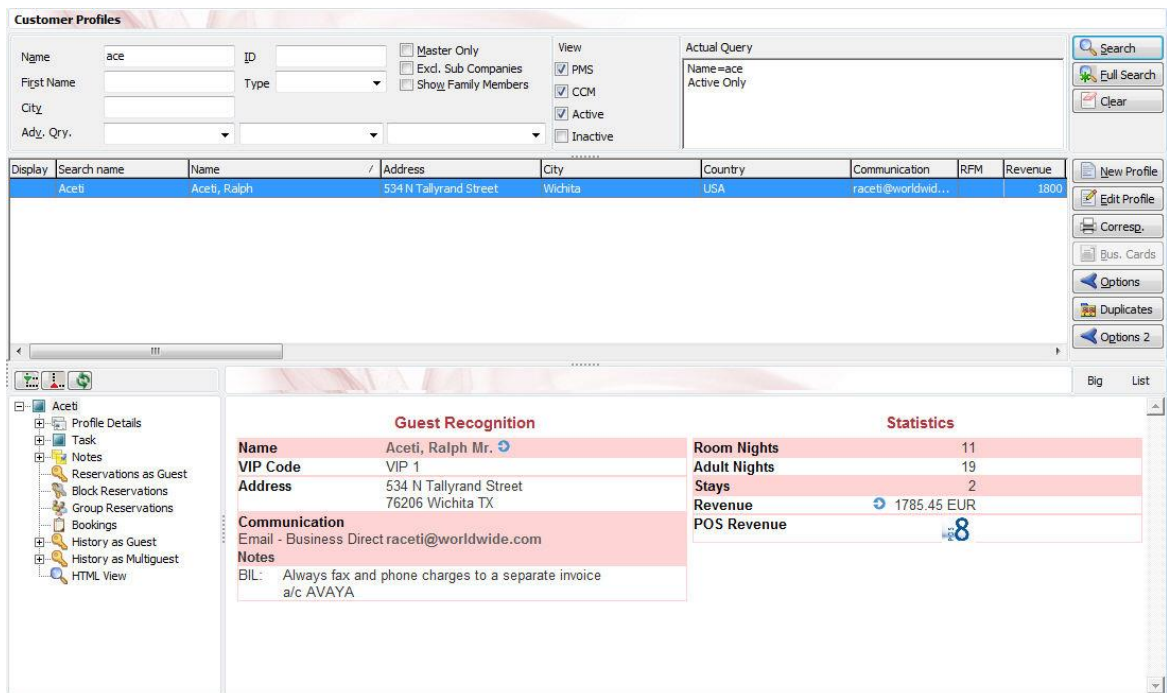 Customer Profiles
Name ace ID Master Only View Actual Query Search
Excl. Sub Companies PMS Name=ace
First Name Type Show Family Members CCM Active Only Full Search
City Active Clear
Adv. Qry. Inactive
Display Search name Name / Address City Country Communication RFM Revenue New Profile
Aceti Aceti, Ralph 534 N Tallyrand Street Wichita USA raceti@worldwid... 1800
Edit Profile
Corresp.
Bus. Cards
Options
Duplicates
Options 2
Big List
Aceti
Profile Details
Task
Notes
Reservations as Guest
Block Reservations
Group Reservations
Bookings
History as Guest
History as Multiguest
HTML View
Guest Recognition
Name Aceti, Ralph Mr.
VIP Code VIP 1
Address 534 N Tallyrand Street
76206 Wichita TX
Communication
Email - Business Direct raceti@worldwide.com
Notes
BIL: Always fax and phone charges to a separate invoice
a/c AVAYA
Statistics
Room Nights 11
Adult Nights 19
Stays 2
Revenue 1785.45 EUR
POS Revenue 8